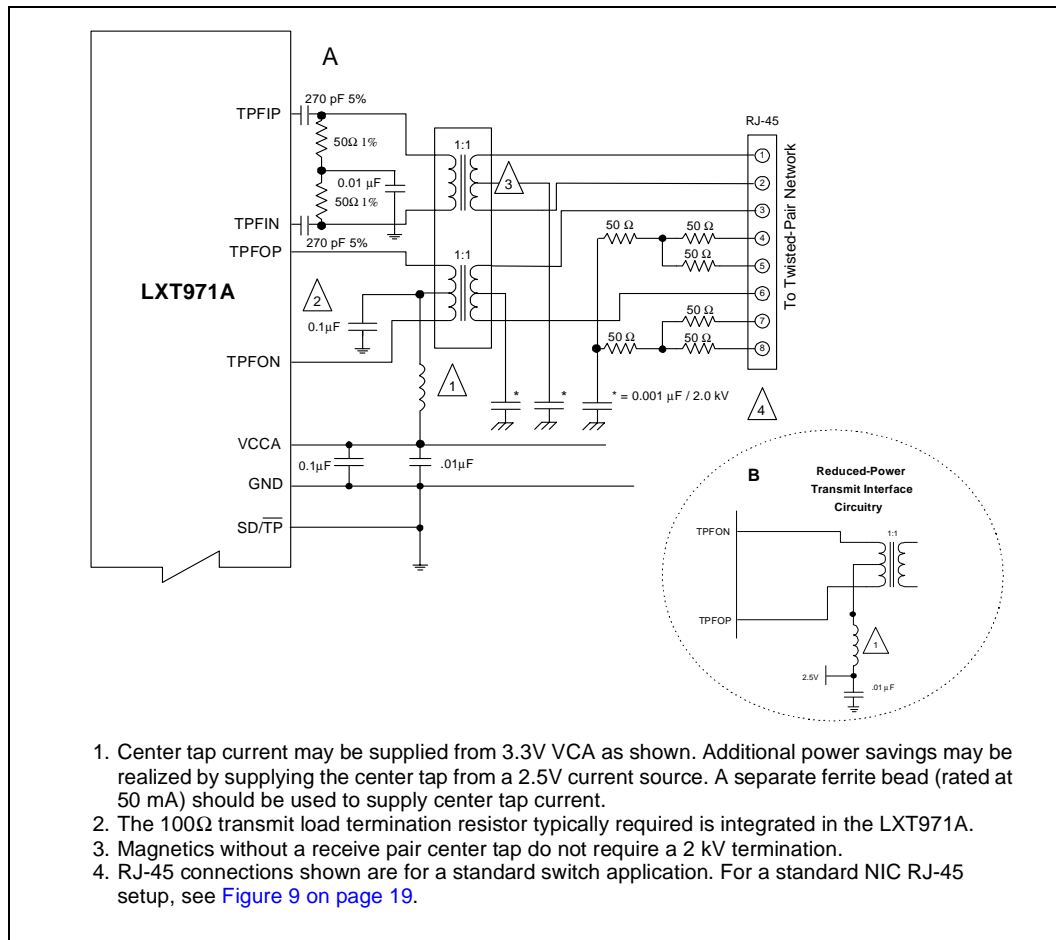 A
270 pF 5%
TPFIP
50Ω 1%
0.01 µF
50Ω 1%
TPFIN
270 pF 5%
TPFOP
LXT971A
2
0.1µF
TPFON
1
VCCA
0.1µF
.01µF
GND
SD/TP
1:1
3
1:1
RJ-45
1
2
3
50 Ω
50 Ω
4
50 Ω
5
6
50 Ω
7
50 Ω
50 Ω
8
To Twisted-Pair Network
*
*
* = 0.001 µF / 2.0 kV
4
B
Reduced-Power
Transmit Interface
Circuitry
TPFON
1:1
TPFOP
1
2.5V
.01 µF
1. Center tap current may be supplied from 3.3V VCA as shown. Additional power savings may be
realized by supplying the center tap from a 2.5V current source. A separate ferrite bead (rated at
50 mA) should be used to supply center tap current.
2. The 100Ω transmit load termination resistor typically required is integrated in the LXT971A.
3. Magnetics without a receive pair center tap do not require a 2 kV termination.
4. RJ-45 connections shown are for a standard switch application. For a standard NIC RJ-45
setup, see Figure 9 on page 19.